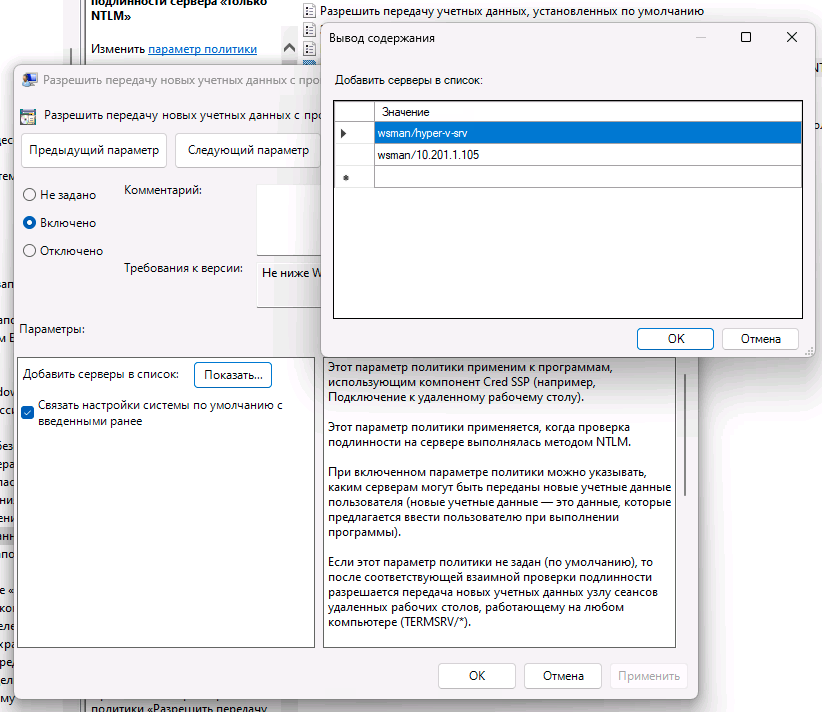 подлинности сервера «только
NTLM»
Изменить параметр политики
Разрешить передачу учетных данных, установленных по умолчанию
Вывод содержания
Добавить серверы в список:
Значение
wsman/hyper-v-srv
wsman/10.201.1.105
OK
Отмена
Разрешить передачу новых учетных данных с про
Разрешить передачу новых учетных данных с пр
Предыдущий параметр
Следующий параметр
Не задано
Включено
Отключено
Комментарий:
Требования к версии:
Не ниже W
Параметры:
Добавить серверы в список:
Показать...
Связать настройки системы по умолчанию с
введенными ранее
Этот параметр политики применим к программам,
использующим компонент Cred SSP (например,
Подключение к удаленному рабочему столу).
Этот параметр политики применяется, когда проверка
подлинности на сервере выполнялась методом NTLM.
При включенном параметре политики можно указывать,
каким серверам могут быть переданы новые учетные данные
пользователя (новые учетные данные — это данные, которые
предлагается ввести пользователю при выполнении
программы).
Если этот параметр политики не задан (по умолчанию), то
после соответствующей взаимной проверки подлинности
разрешается передача новых учетных данных узлу сеансов
удаленных рабочих столов, работающему на любом
компьютере (TERMSRV/*).
OK
Отмена
Применить
политики «Разрешить передачу